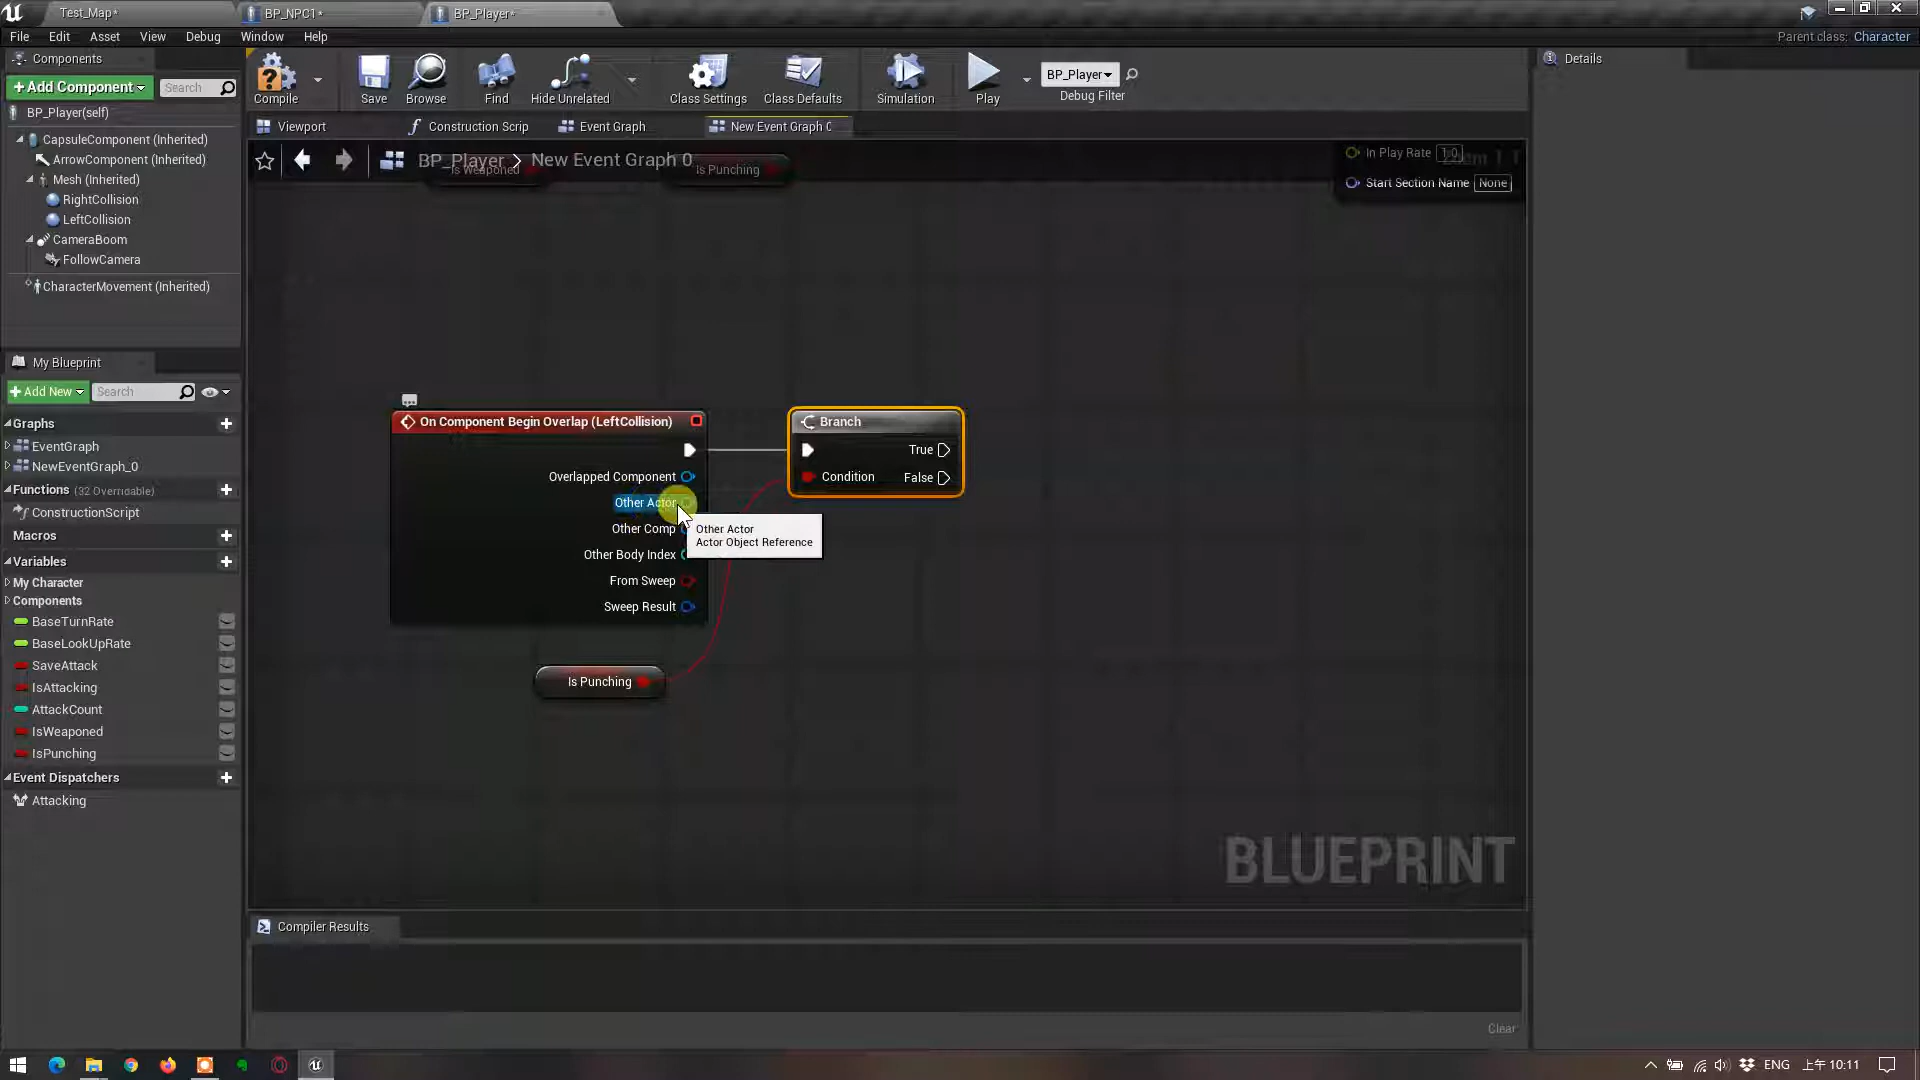 Test_Map*
BP_NPC1*
BP_Player*
File Edit Asset View Debug Window Help
Parent class: Character
Components
+Add Component
Search
BP_Player(self)
CapsuleComponent (Inherited)
ArrowComponent (Inherited)
Mesh (Inherited)
RightCollision
LeftCollision
CameraBoom
FollowCamera
CharacterMovement (Inherited)
Compile
Save
Browse
Find
Hide Unrelated
Class Settings
Class Defaults
Simulation
Play
BP_Player
Debug Filter
Details
Viewport
Construction Scrip
Event Graph
New Event Graph 0
BP_Player > New Event Graph 0
Is Weaponed
Is Punching
In Play Rate 1.0
Start Section Name None
My Blueprint
+Add New
Search
Graphs
EventGraph
NewEventGraph_0
Functions (32 Overridable)
ConstructionScript
Macros
Variables
My Character
Components
BaseTurnRate
BaseLookUpRate
SaveAttack
IsAttacking
AttackCount
IsWeaponed
IsPunching
Event Dispatchers
Attacking
On Component Begin Overlap (LeftCollision)
Overlapped Component
Other Actor
Other Comp
Other Body Index
From Sweep
Sweep Result
Branch
True
Condition
False
Other Actor
Actor Object Reference
Is Punching
BLUEPRINT
Compiler Results
Clear
ENG
上午 10:11